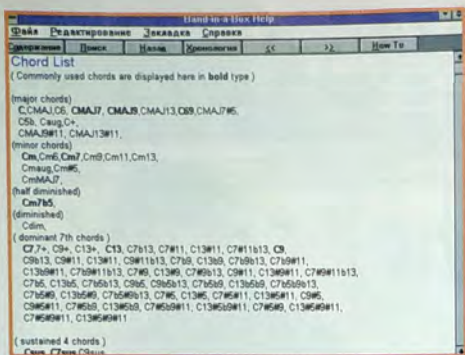 Band-in-a-Box Help
Файл Редактирование Закладка Справка
Содержание Поиск Назад Хронология << >> How To
Chord List
( Commonly used chords are displayed here in bold type )
(major chords)
C,CMAJ,C6, CMAJ7, CMAJ9,CMAJ13,C69,CMAJ7#5,
C5b, Caug,C+,
CMAJ9#11, CMAJ13#11,
(minor chords)
Cm,Cm6,Cm7,Cm9,Cm11,Cm13,
Cmaug,Cm#5,
CmMAJ7,
(half diminished)
Cm7b5,
(diminished)
Cdim,
( dominant 7th chords )
C7,7+, C9+, C13+, C13, C7b13, C7#11, C13#11, C7#11b13, C9,
C9b13, C9#11, C13#11, C9#11b13, C7b9, C13b9, C7b9b13, C7b9#11,
C13b9#11, C7b9#11b13, C7#9, C13#9, C7#9b13, C9#11, C13#9#11, C7#9#11b13,
C7b5, C13b5, C7b5b13, C9b5, C9b5b13, C7b5b9, C13b5b9, C7b5b9b13,
C7b5#9, C13b5#9, C7b5#9b13, C7#5, C13#5, C7#5#11, C13#5#11, C9#5,
C9#5#11, C7#5b9, C13#5b9, C7#5b9#11, C13#5b9#11, C7#5#9, C13#5#9#11,
C7#5#9#11, C13#5#9#11
( sustained 4 chords )
Csus, C7sus,C9sus,